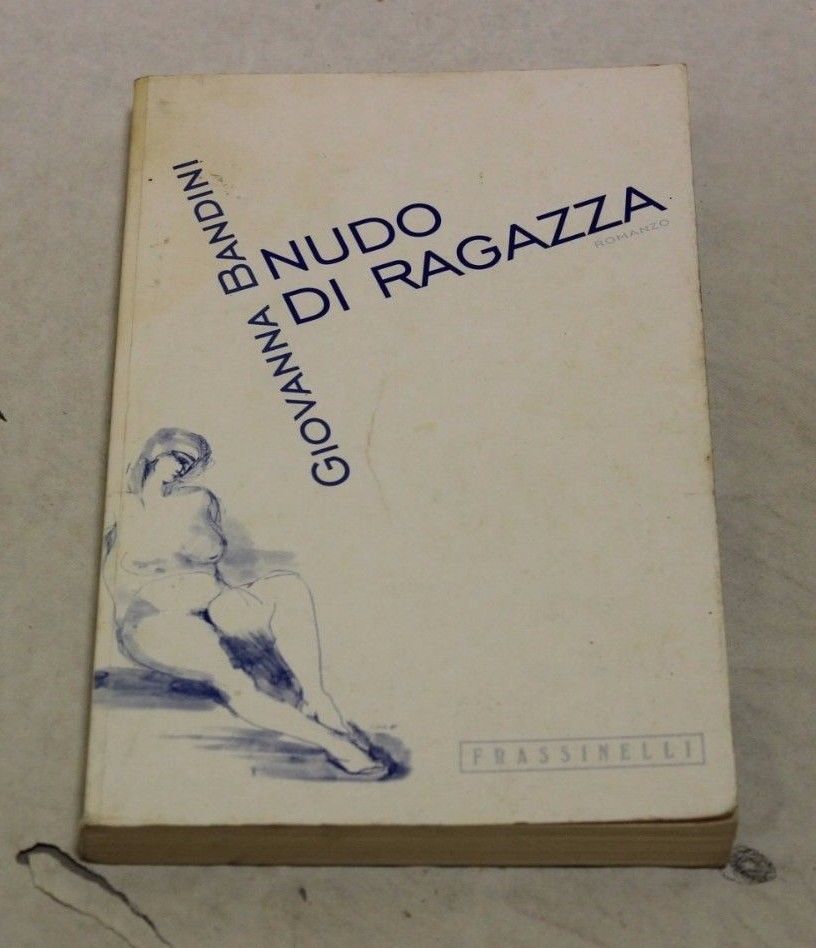 GIOVANNA BANDINI
NUDO
DI RAGAZZA
ROMANZO
FRASSINELLI